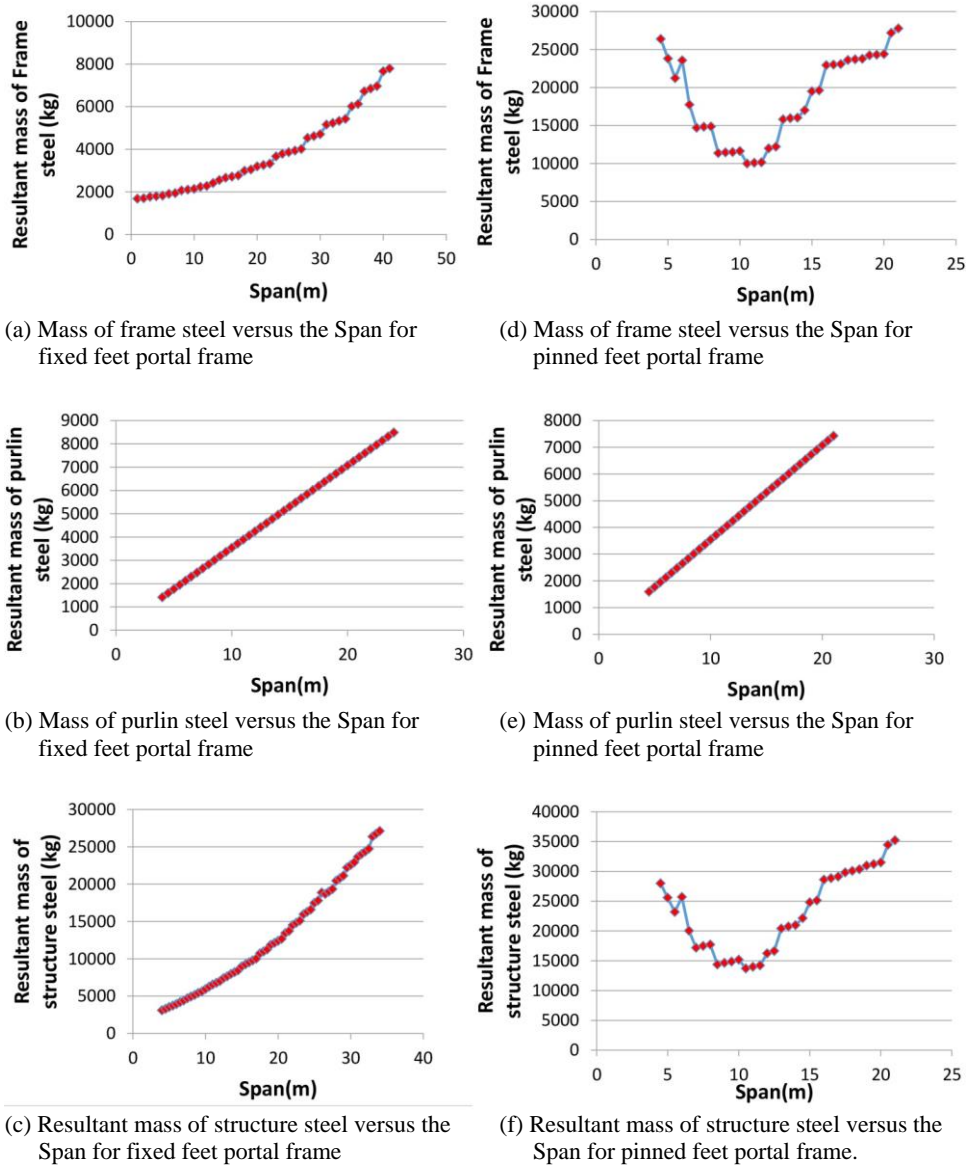 10000
8000
6000
4000
2000
0
0 10 20 30 40 50
Resultant mass of Frame
steel (kg)
Span(m)
(a) Mass of frame steel versus the Span for
fixed feet portal frame
30000
25000
20000
15000
10000
5000
0
0 5 10 15 20 25
Resultant mass of Frame
steel (kg)
Span(m)
(d) Mass of frame steel versus the Span for
pinned feet portal frame
9000
8000
7000
6000
5000
4000
3000
2000
1000
0
0 10 20 30
Resultant mass of purlin
steel (kg)
Span(m)
(b) Mass of purlin steel versus the Span for
fixed feet portal frame
8000
7000
6000
5000
4000
3000
2000
1000
0
0 10 20 30
Resultant mass of purlin
steel (kg)
Span(m)
(e) Mass of purlin steel versus the Span for
pinned feet portal frame
30000
25000
20000
15000
10000
5000
0
0 10 20 30 40
Resultant mass of
structure steel (kg)
Span(m)
(c) Resultant mass of structure steel versus the
Span for fixed feet portal frame
40000
35000
30000
25000
20000
15000
10000
5000
0
0 5 10 15 20 25
Resultant mass of
structure steel (kg)
Span(m)
(f) Resultant mass of structure steel versus the
Span for pinned feet portal frame.